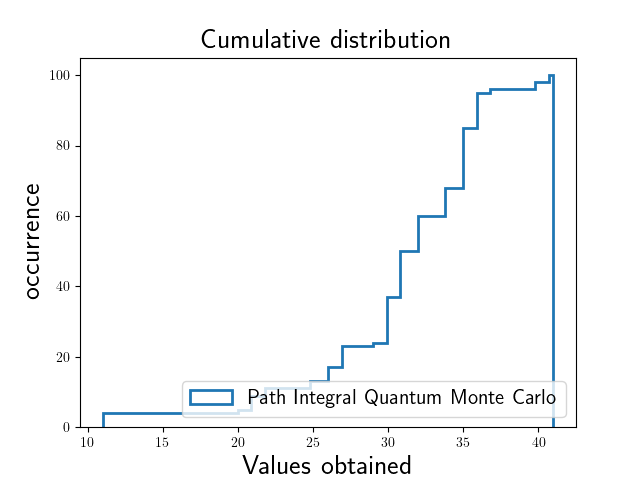 Cumulative distribution
100
80
60
40
20
0
occurrence
Path Integral Quantum Monte Carlo
10 15 20 25 30 35 40
Values obtained